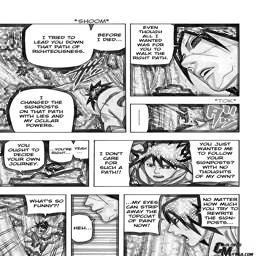 EVEN
THOUGH
ALL I
WANTED
WAS FOR
YOU TO
WALK THE
RIGHT PATH.
*SHOOM*
BEFORE
I DIED...
I TRIED TO
LEAD YOU DOWN
THAT PATH OF
RIGHTEOUSNESS.
*TOK*
I CHANGED
THE
SIGNPOSTS
ON THAT
PATH WITH
LIES AND
MY OCULAR
POWERS.
YOU JUST
WANTED ME
TO FOLLOW
YOUR
SIGNPOSTS
WITH NO
THOUGHTS
OF MY OWN?
I DON'T
CARE
FOR SUCH
A PATH!!
YOU'RE
RIGHT...
YOU
OUGHT TO
DECIDE
YOUR OWN
JOURNEY.
NO MATTER
HOW MUCH
YOU TRY TO
REWRITE
THE SIGN-
POSTS...
...MY EYES
CAN STRIP
AWAY THE
TOPCOAT
OF PAINT
NOW!
HEH...
WHAT'S SO
FUNNY?!